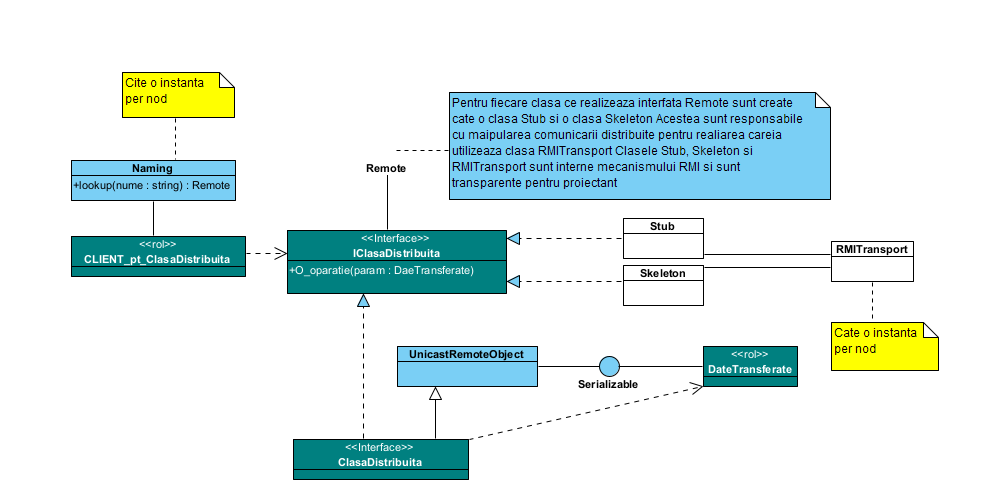 Cite o instanta
per nod
Pentru fiecare clasa ce realizeaza interfata Remote sunt create
cate o clasa Stub si o clasa Skeleton Acestea sunt responsabile
cu maipularea comunicarii distribuite pentru realiarea careia
utilizeaza clasa RMITransport Clasele Stub, Skeleton si
RMITransport sunt interne mecanismului RMI si sunt
transparente pentru proiectant
Naming
+lookup(nume : string) : Remote
Remote
<<rol>>
CLIENT_pt_ClasaDistribuita
<<Interface>>
IClasaDistribuita
+O_oparatie(param : DaeTransferate)
Stub
Skeleton
RMITransport
Cate o instanta
per nod
UnicastRemoteObject
Serializable
<<rol>>
DateTransferate
<<Interface>>
ClasaDistribuita